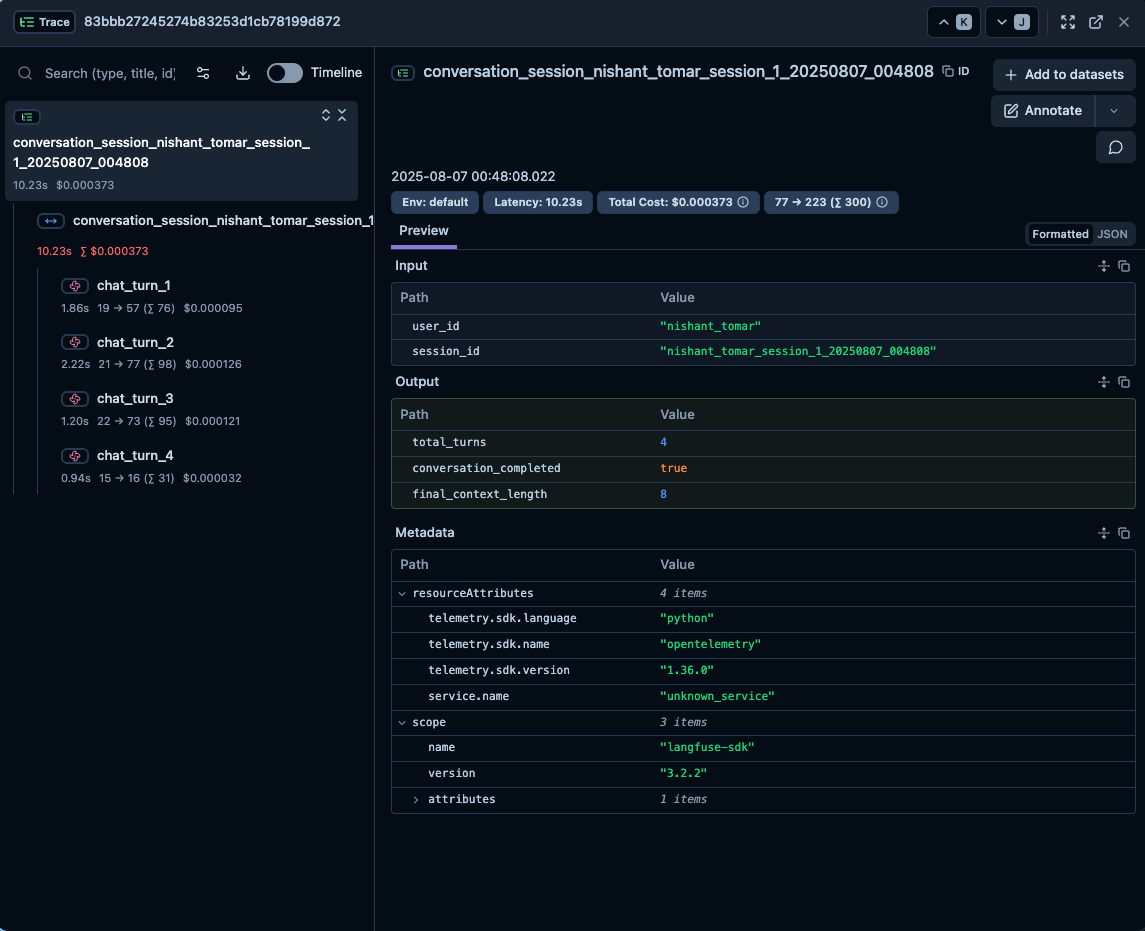 Trace 83bbb27245274b83253d1cb78199d872 K J
Search (type, title, id) Timeline
conversation_session_nishant_tomar_session_
1_20250807_004808
10.23s $0.000373
conversation_session_nishant_tomar_session_1
10.23s ∑ $0.000373
chat_turn_1
1.86s 19 → 57 (∑ 76) $0.000095
chat_turn_2
2.22s 21 → 77 (∑ 98) $0.000126
chat_turn_3
1.20s 22 → 73 (∑ 95) $0.000121
chat_turn_4
0.94s 15 → 16 (∑ 31) $0.000032
conversation_session_nishant_tomar_session_1_20250807_004808 ID
Add to datasets
Annotate
2025-08-07 00:48:08.022
Env: default Latency: 10.23s Total Cost: $0.000373 77 → 223 (∑ 300)
Preview
Formatted JSON
Input
Path Value
user_id "nishant_tomar"
session_id "nishant_tomar_session_1_20250807_004808"
Output
Path Value
total_turns 4
conversation_completed true
final_context_length 8
Metadata
Path Value
resourceAttributes 4 items
telemetry.sdk.language "python"
telemetry.sdk.name "opentelemetry"
telemetry.sdk.version "1.36.0"
service.name "unknown_service"
scope 3 items
name "langfuse-sdk"
version "3.2.2"
attributes 1 items